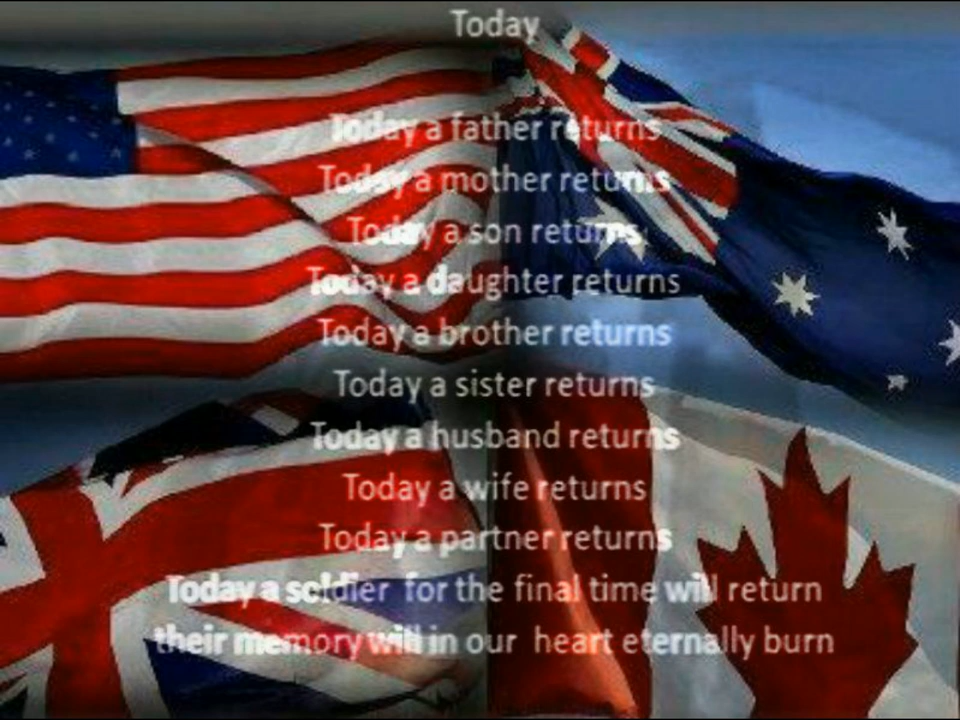 Today
Today a father returns
Today a mother returns
Today a son returns
Today a daughter returns
Today a brother returns
Today a sister returns
Today a husband returns
Today a wife returns
Today a partner returns
Today a soldier for the final time will return
their memory will in our heart eternally burn